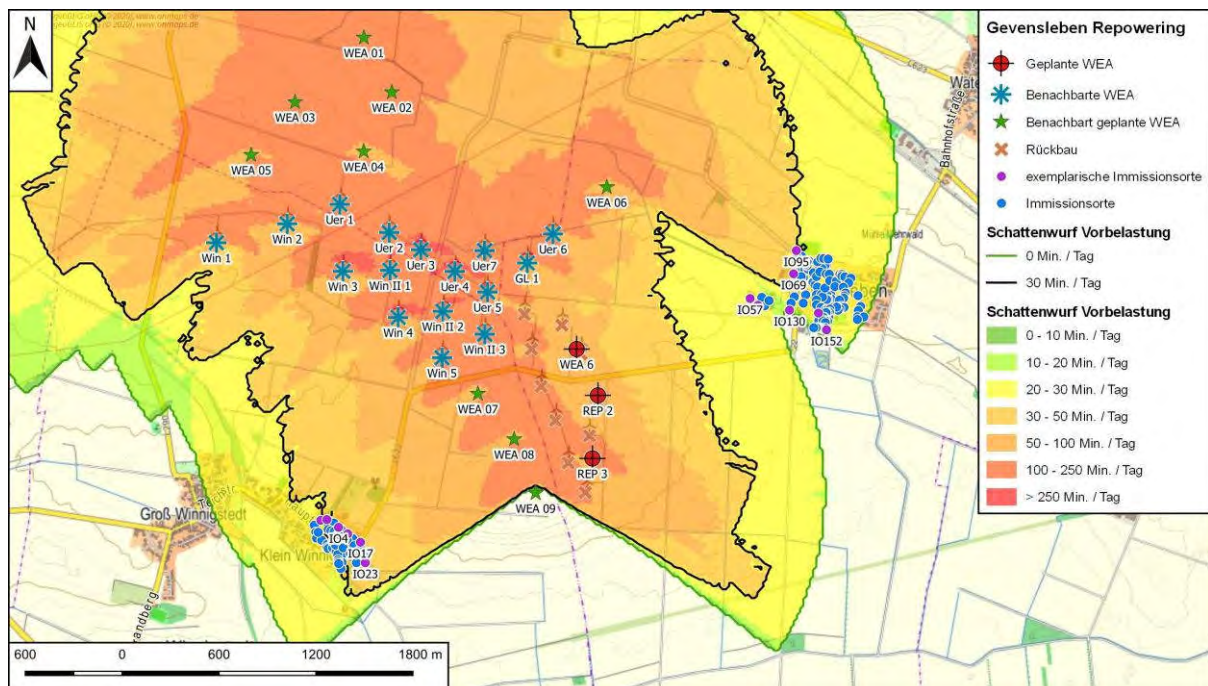 N
WEA 01
WEA 02
WEA 03
WEA 04
WEA 05
WEA 06
Uer 1
Win 2
Win 1
Uer 2
Uer 3
Uer7
Uer 6
GL 1
Win 3
Win II 1
Uer 4
Uer 5
Win 4
Win II 2
Win II 3
Win 5
WEA 6
WEA 07
REP 2
WEA 08
REP 3
WEA 09
IO95
IO69
IO57
IO130
IO152
IO4
IO17
IO23
Groß Winnigstedt
Bahnhofstraße
600 0 600 1200 1800 m
Gevensleben Repowering
Geplante WEA
Benachbarte WEA
Benachbart geplante WEA
Rückbau
exemplarische Immissionsorte
Immissionsorte
Schattenwurf Vorbelastung
0 Min. / Tag
30 Min. / Tag
Schattenwurf Vorbelastung
0 - 10 Min. / Tag
10 - 20 Min. / Tag
20 - 30 Min. / Tag
30 - 50 Min. / Tag
50 - 100 Min. / Tag
100 - 250 Min. / Tag
> 250 Min. / Tag